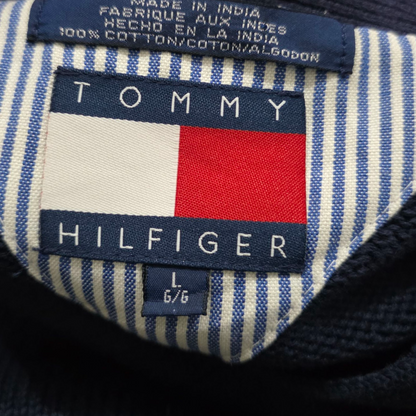 MADE IN INDIA
FABRIQUE AUX INDES
HECHO EN LA INDIA
100% COTTON/COTON/ALGODON
TOMMY
HILFIGER
L
G/G